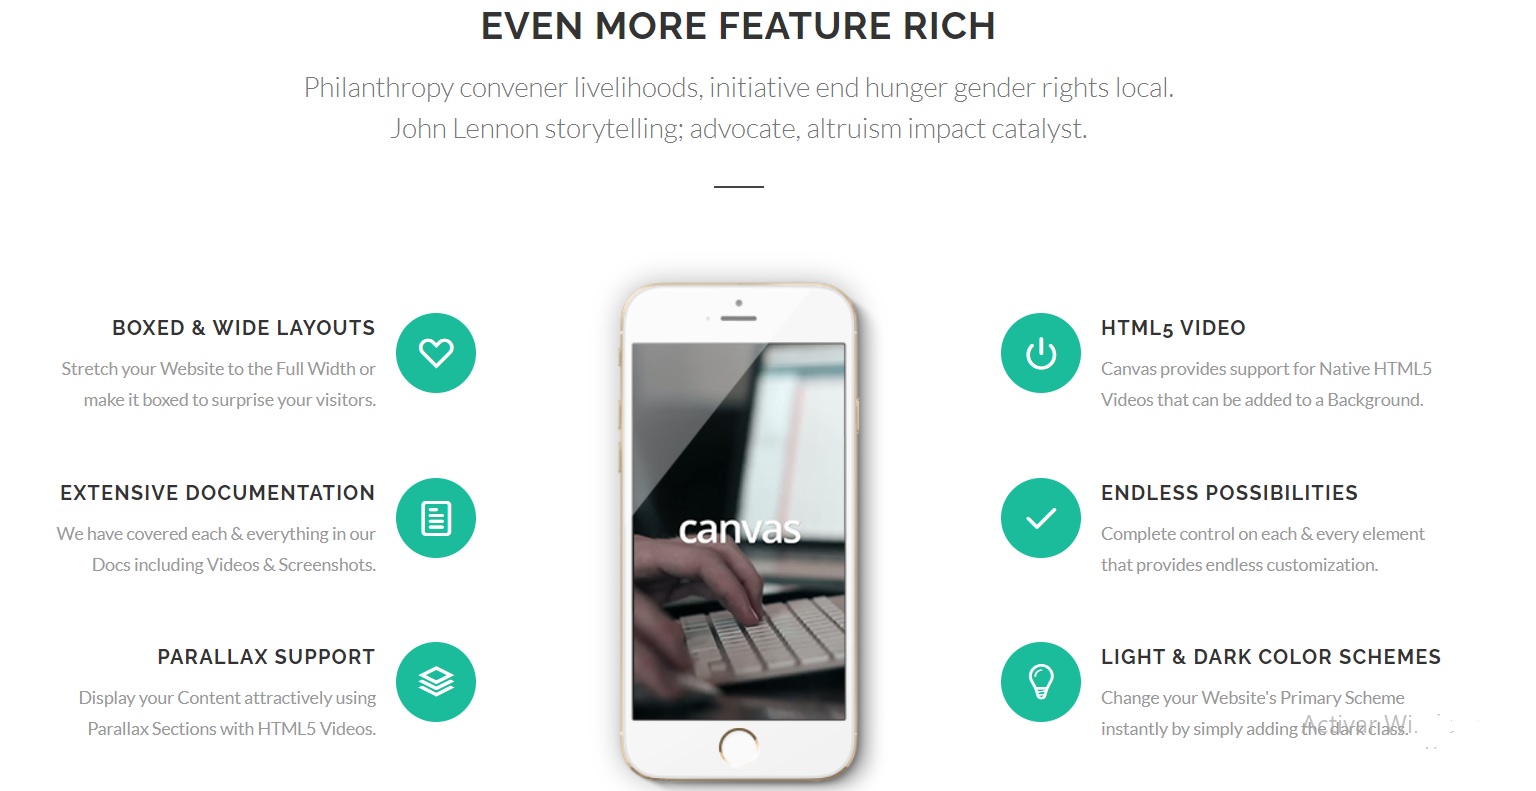 EVEN MORE FEATURE RICH
Philanthropy convener livelihoods, initiative end hunger gender rights local.
John Lennon storytelling; advocate, altruism impact catalyst.
BOXED & WIDE LAYOUTS
Stretch your Website to the Full Width or
make it boxed to surprise your visitors.
EXTENSIVE DOCUMENTATION
We have covered each & everything in our
Docs including Videos & Screenshots.
PARALLAX SUPPORT
Display your Content attractively using
Parallax Sections with HTML5 Videos.
canvas
HTML5 VIDEO
Canvas provides support for Native HTML5
Videos that can be added to a Background.
ENDLESS POSSIBILITIES
Complete control on each & every element
that provides endless customization.
LIGHT & DARK COLOR SCHEMES
Change your Website's Primary Scheme
instantly by simply adding the dark class.
Activar